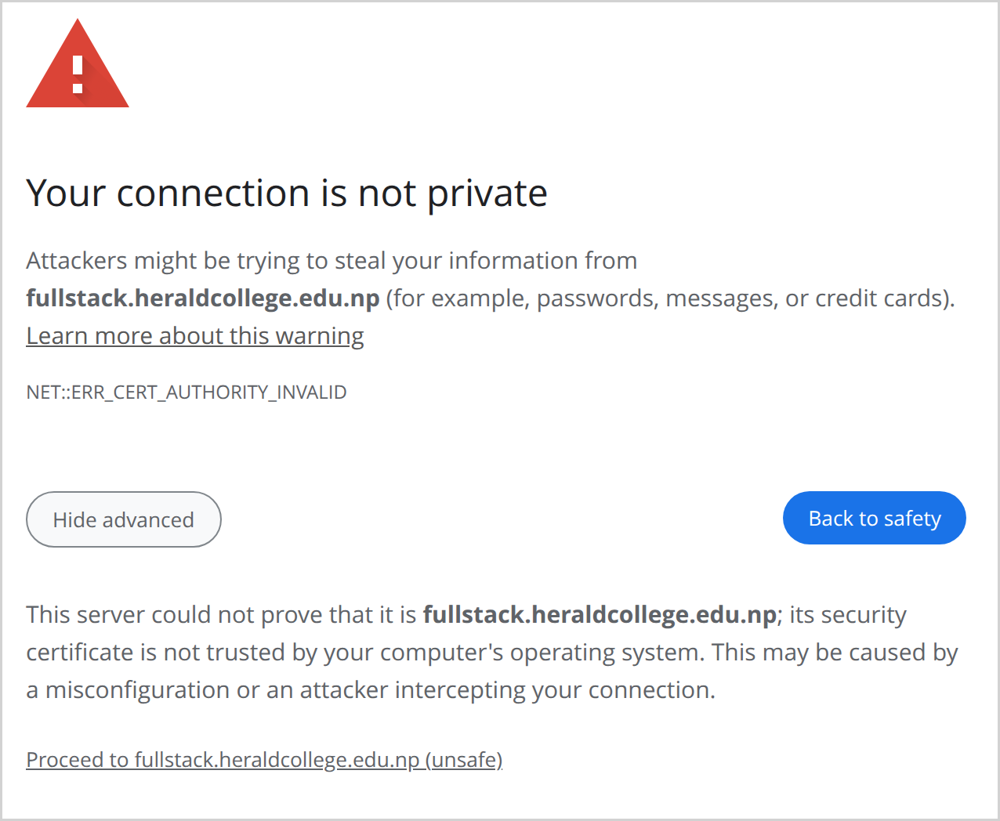 Your connection is not private
Attackers might be trying to steal your information from
fullstack.heraldcollege.edu.np (for example, passwords, messages, or credit cards).
Learn more about this warning
NET::ERR_CERT_AUTHORITY_INVALID
Hide advanced
Back to safety
This server could not prove that it is fullstack.heraldcollege.edu.np; its security
certificate is not trusted by your computer's operating system. This may be caused by
a misconfiguration or an attacker intercepting your connection.
Proceed to fullstack.heraldcollege.edu.np (unsafe)